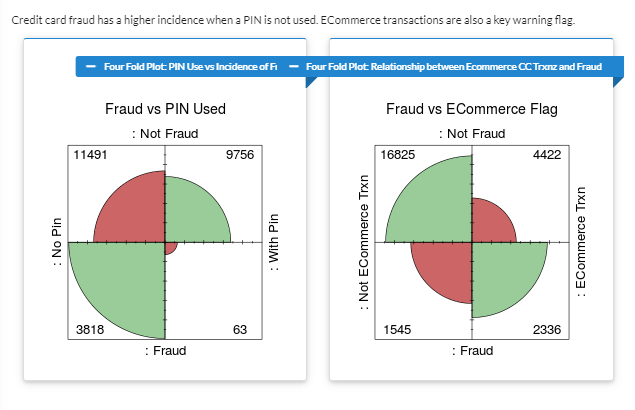 Credit card fraud has a higher incidence when a PIN is not used. ECommerce transactions are also a key warning flag.
Four Fold Plot: PIN Use vs Incidence of Fr
Four Fold Plot: Relationship between Ecommerce CC Trxnz and Fraud
Fraud vs PIN Used
: Not Fraud
11491
9756
: No Pin
: With Pin
3818
63
: Fraud
Fraud vs ECommerce Flag
: Not Fraud
16825
4422
: Not ECommerce Trxn
: ECommerce Trxn
1545
2336
: Fraud